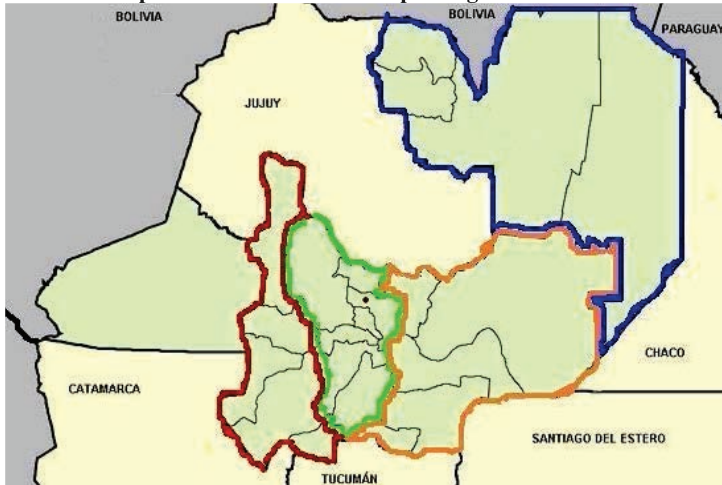 BOLIVIA
BOLIVIA
PARAGUAY
JUJUY
CHACO
CATAMARCA
SANTIAGO DEL ESTERO
TUCUMÁN